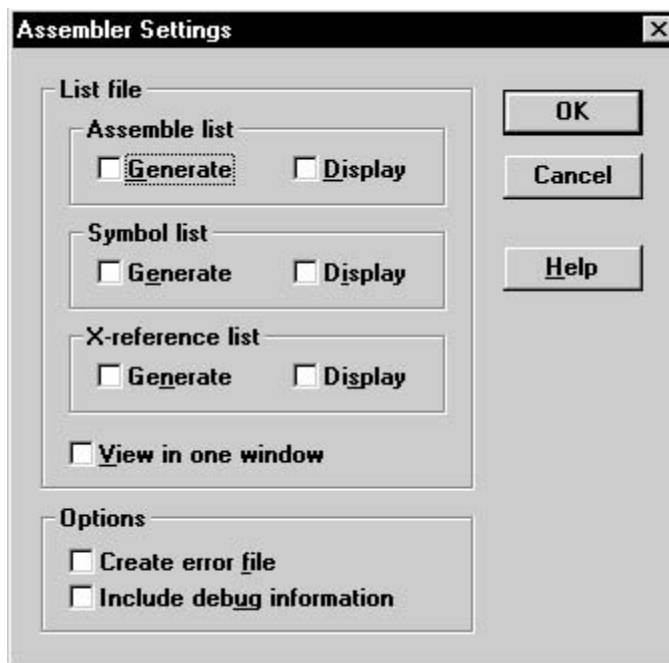 Assembler Settings
List file
Assemble list
Generate Display
Symbol list
Generate Display
X-reference list
Generate Display
View in one window
Options
Create error file
Include debug information
OK
Cancel
Help